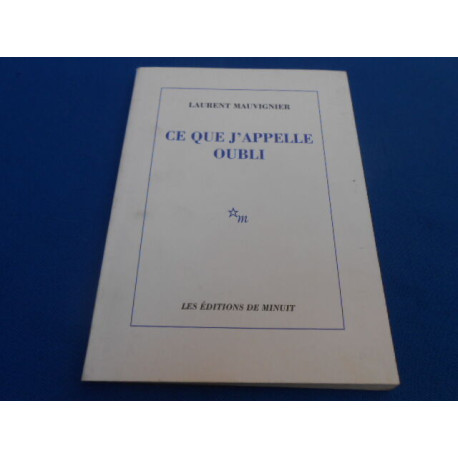 LAURENT MAUVIGNIER
CE QUE J'APPELLE
OUBLI
m
LES ÉDITIONS DE MINUIT